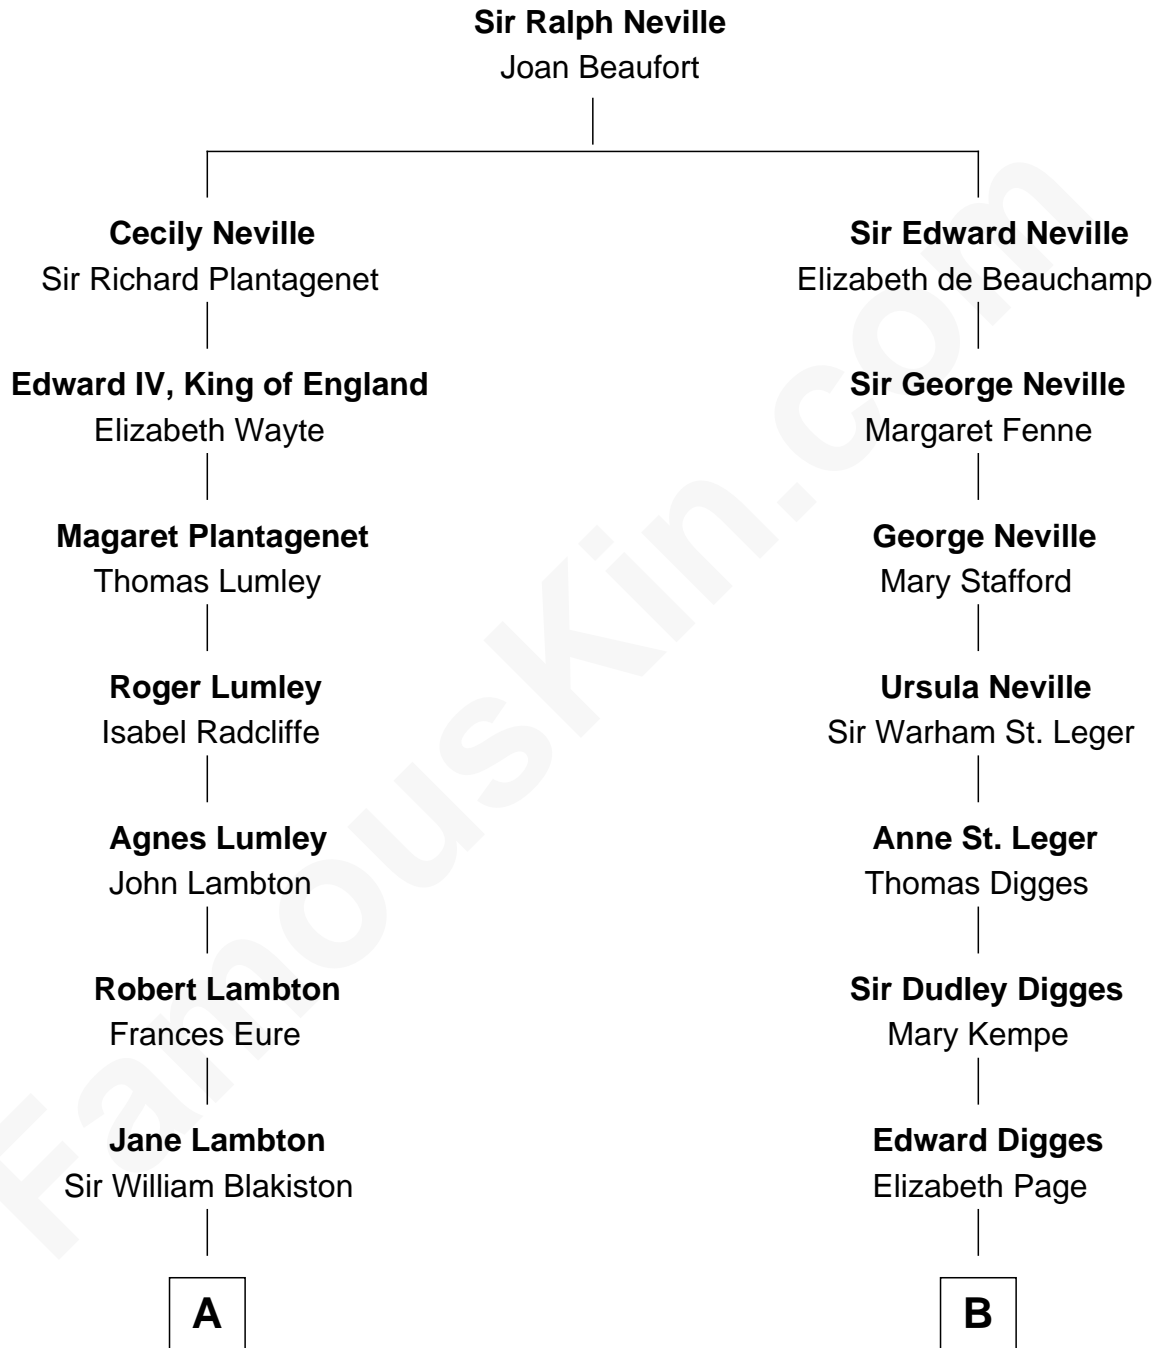 Sir Ralph Neville
Joan Beaufort
Cecily Neville
Sir Richard Plantagenet
Sir Edward Neville
Elizabeth de Beauchamp
Edward IV, King of England
Elizabeth Wayte
Sir George Neville
Margaret Fenne
Magaret Plantagenet
Thomas Lumley
George Neville
Mary Stafford
Roger Lumley
Isabel Radcliffe
Ursula Neville
Sir Warham St. Leger
Agnes Lumley
John Lambton
Anne St. Leger
Thomas Digges
Robert Lambton
Frances Eure
Sir Dudley Digges
Mary Kempe
Jane Lambton
Sir William Blakiston
Edward Digges
Elizabeth Page
A
B
FamousKin.com